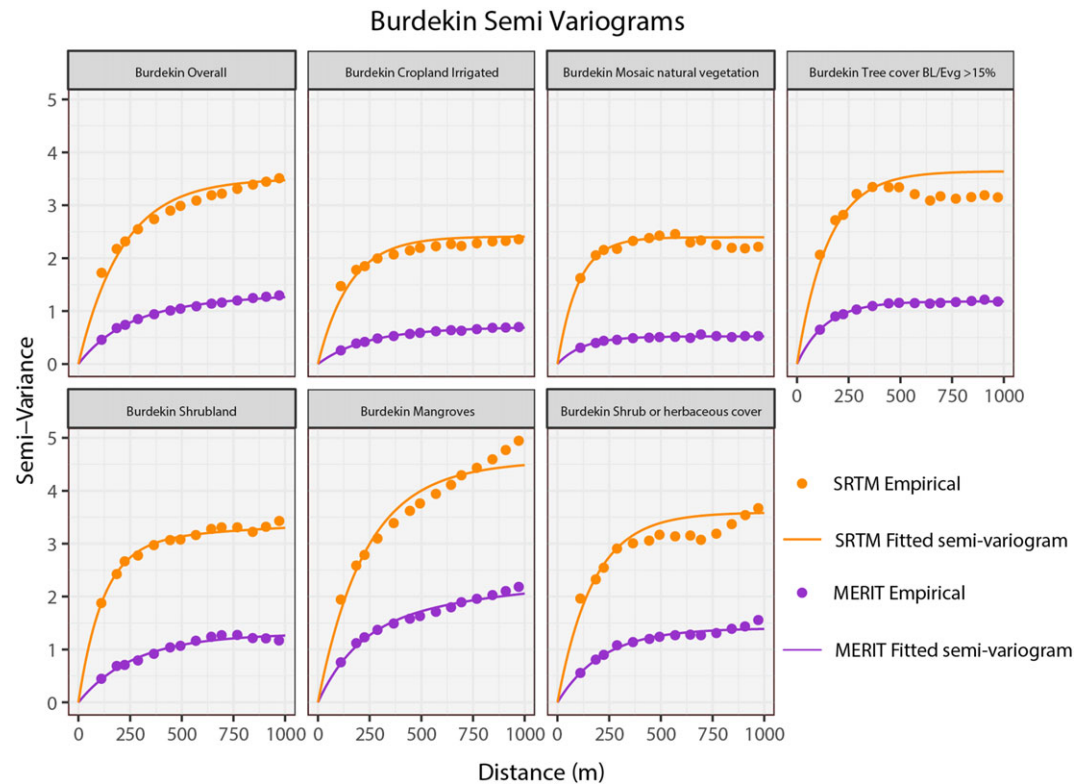 Burdekin Semi Variograms
Burdekin Overall
Burdekin Cropland Irrigated
Burdekin Mosaic natural vegetation
Burdekin Tree cover BL/Evg >15%
5
4
3
2
1
0
0 250 500 750 1000
Semi-Variance
Burdekin Shrubland
Burdekin Mangroves
Burdekin Shrub or herbaceous cover
5
4
3
2
1
0
0 250 500 750 1000
0 250 500 750 1000
0 250 500 750 1000
Distance (m)
SRTM Empirical
SRTM Fitted semi-variogram
MERIT Empirical
MERIT Fitted semi-variogram